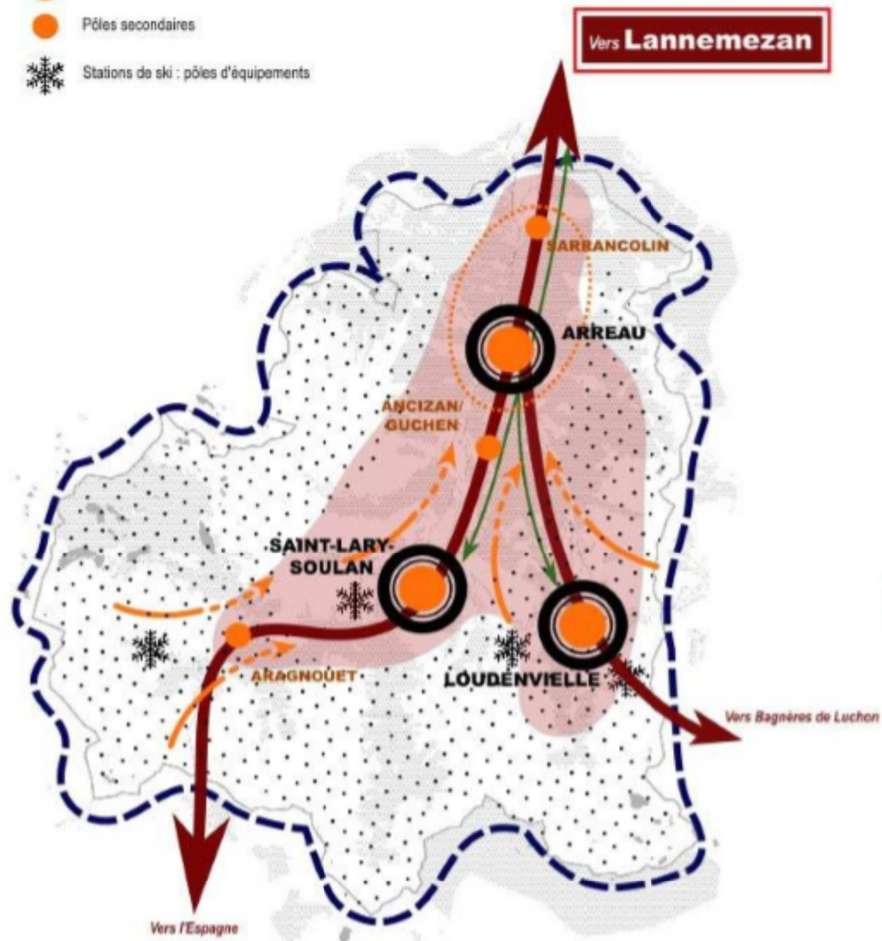 Pôles secondaires
Stations de ski : pôles d'équipements
Vers Lannemezan
SARRANCOLIN
ARREAU
ANCIZAN/
GUCHEN
SAINT-LARY-
SOULAN
ARAGNOUET
LOUDENVIELLE
Vers Bagnères de Luchon
Vers l'Espagne